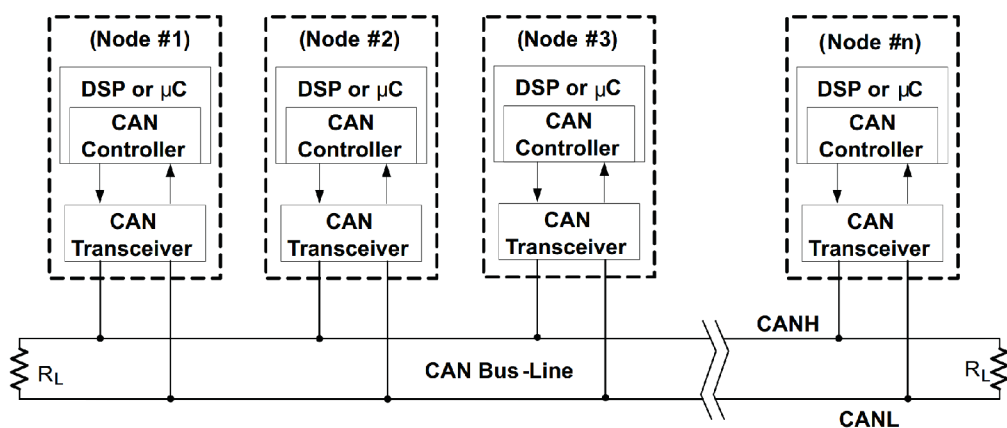 (Node #1)
(Node #2)
(Node #3)
(Node #n)
DSP or µC
DSP or µC
DSP or µC
DSP or µC
CAN
Controller
CAN
Controller
CAN
Controller
CAN
Controller
CAN
Transceiver
CAN
Transceiver
CAN
Transceiver
CAN
Transceiver
CANH
RL
CAN Bus-Line
RL
CANL